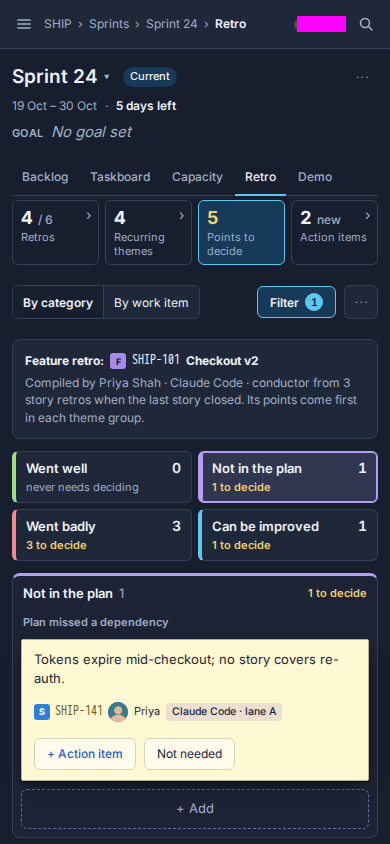 SHIP › Sprints › Sprint 24 › Retro
Sprint 24 ▾ Current ···
19 Oct – 30 Oct · 5 days left
GOAL No goal set
Backlog Taskboard Capacity Retro Demo
4 / 6 › Retros
4 › Recurring themes
5 Points to decide
2 new › Action items
By category By work item Filter 1 ···
Feature retro: F SHIP-101 Checkout v2
Compiled by Priya Shah · Claude Code · conductor from 3
story retros when the last story closed. Its points come first
in each theme group.
Went well 0
never needs deciding
Not in the plan 1
1 to decide
Went badly 3
3 to decide
Can be improved 1
1 to decide
Not in the plan 1 1 to decide
Plan missed a dependency
Tokens expire mid-checkout; no story covers re-
auth.
S SHIP-141 Priya Claude Code · lane A
+ Action item Not needed
+ Add